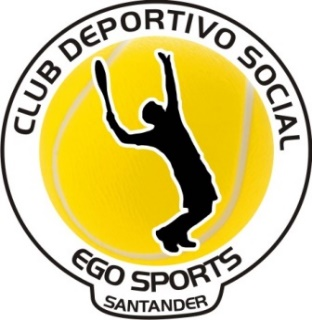 CLUB DEPORTIVO SOCIAL
EGO SPORTS
SANTANDER